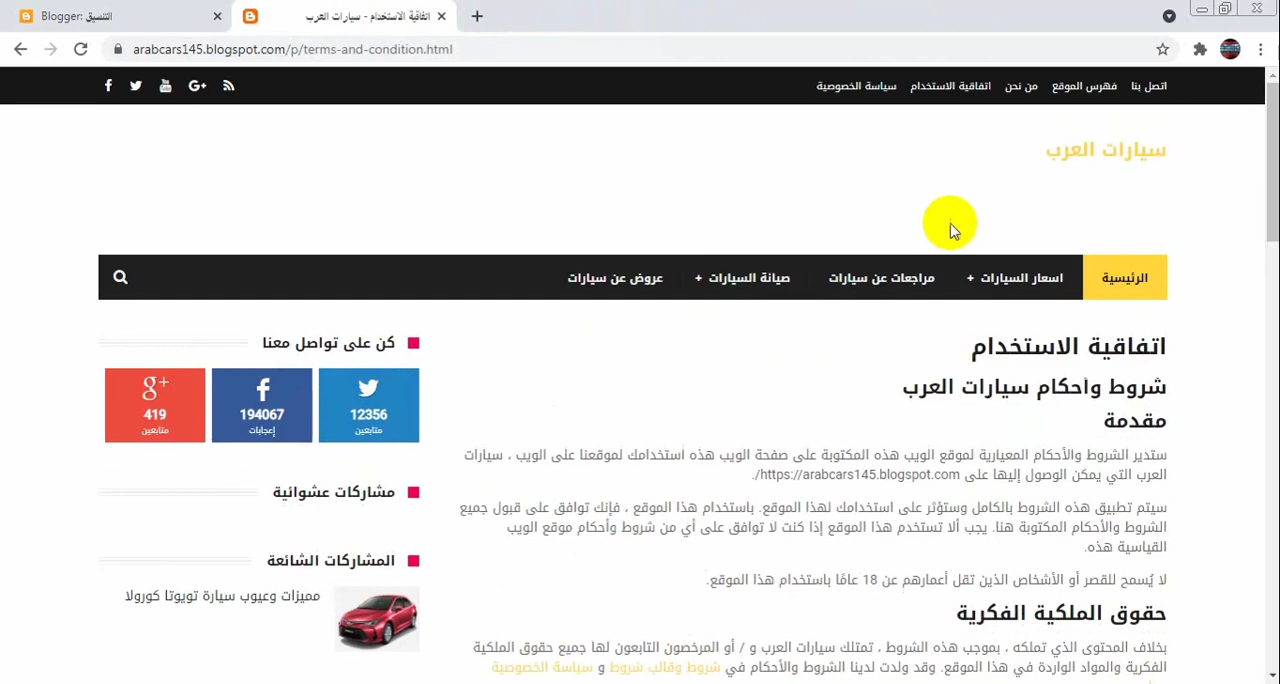 Blogger: التنسيق
اتفاقية الاستخدام - سيارات العرب
arabcars145.blogspot.com/p/terms-and-condition.html
اتصل بنا فهرس الموقع من نحن اتفاقية الاستخدام سياسة الخصوصية
سيارات العرب
الرئيسية اسعار السيارات + مراجعات عن سيارات صيانة السيارات + عروض عن سيارات
اتفاقية الاستخدام
شروط وأحكام سيارات العرب
مقدمة
ستدير الشروط والأحكام المعيارية لموقع الويب هذه المكتوبة على صفحة الويب هذه استخدامك لموقعنا على الويب ، سيارات
العرب التي يمكن الوصول إليها على https://arabcars145.blogspot.com/.
سيتم تطبيق هذه الشروط بالكامل وستؤثر على استخدامك لهذا الموقع. باستخدام هذا الموقع ، فإنك توافق على قبول جميع
الشروط والأحكام المكتوبة هنا. يجب ألا تستخدم هذا الموقع إذا كنت لا توافق على أي من شروط وأحكام موقع الويب
القياسية هذه.
لا يُسمح للقصر أو الأشخاص الذين تقل أعمارهم عن 18 عامًا باستخدام هذا الموقع.
حقوق الملكية الفكرية
بخلاف المحتوى الذي تملكه ، بموجب هذه الشروط ، تمتلك سيارات العرب و / أو المرخصون التابعون لها جميع حقوق الملكية
الفكرية والمواد الواردة في هذا الموقع. وقد ولدت لدينا الشروط والأحكام في شروط وقالب شروط و سياسة الخصوصية
كن على تواصل معنا
12356 194067 419
متابعين إعجابات متابعين
مشاركات عشوائية
المشاركات الشائعة
مميزات وعيوب سيارة تويوتا كورولا